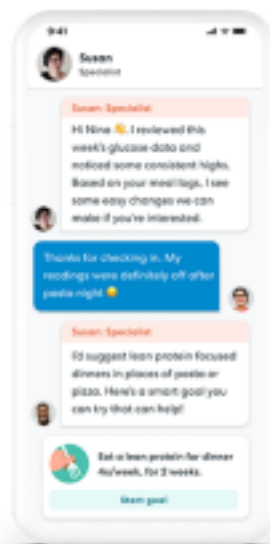 9:41
Susan
Specialist
Susan: Specialist
Hi Nina 👋, I reviewed this
week's glucose data and
noticed some consistent highs.
Based on your meal logs, I see
some easy changes we can
make if you're interested.
Thanks for checking in. My
readings were definitely off after
pasta night
Susan: Specialist
I'd suggest lean protein focused
dinners in places of pasta or
pizza. Here's a smart goal you
can try that can help!
Eat a lean protein for dinner
4x/week, for 2 weeks.
Start goal